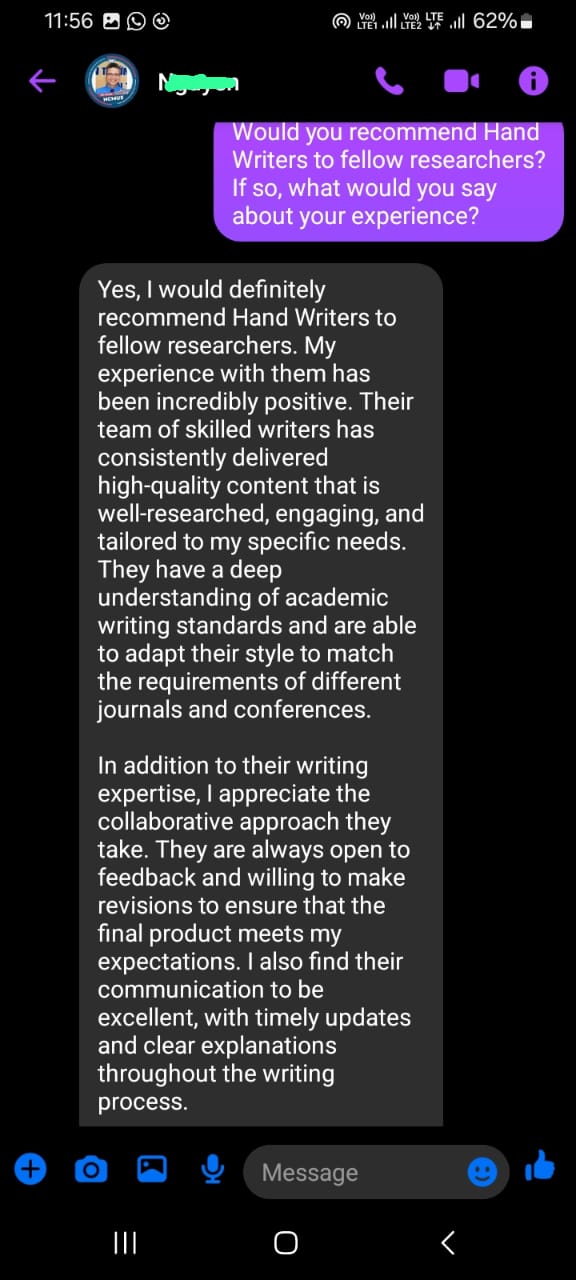 11:56
Vo) LTE1 Vo) LTE2 LTE 62%
HCMUE
Would you recommend Hand
Writers to fellow researchers?
If so, what would you say
about your experience?
Yes, I would definitely
recommend Hand Writers to
fellow researchers. My
experience with them has
been incredibly positive. Their
team of skilled writers has
consistently delivered
high-quality content that is
well-researched, engaging, and
tailored to my specific needs.
They have a deep
understanding of academic
writing standards and are able
to adapt their style to match
the requirements of different
journals and conferences.
In addition to their writing
expertise, I appreciate the
collaborative approach they
take. They are always open to
feedback and willing to make
revisions to ensure that the
final product meets my
expectations. I also find their
communication to be
excellent, with timely updates
and clear explanations
throughout the writing
process.
Message